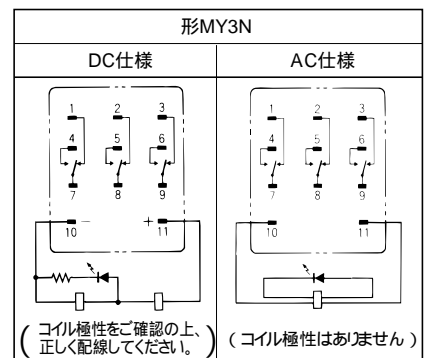 形MY3N
DC仕様
AC仕様
1 2 3
4 5 6
7 8 9
10 − + 11
(コイル極性をご確認の上、
正しく配線してください。)
1 2 3
4 5 6
7 8 9
10 11
(コイル極性はありません)